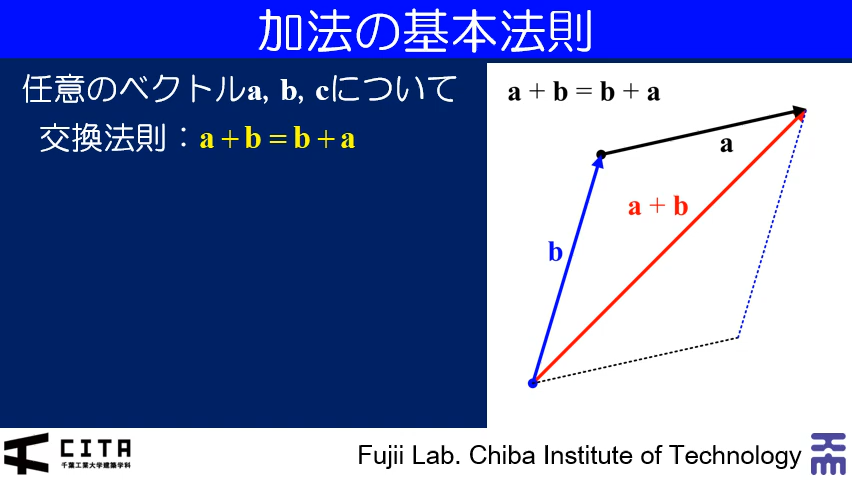 加法の基本法則
任意のベクトルa, b, cについて
交換法則：a + b = b + a
a + b = b + a
a
a + b
b
CITA
千葉工業大学建築学科
Fujii Lab. Chiba Institute of Technology